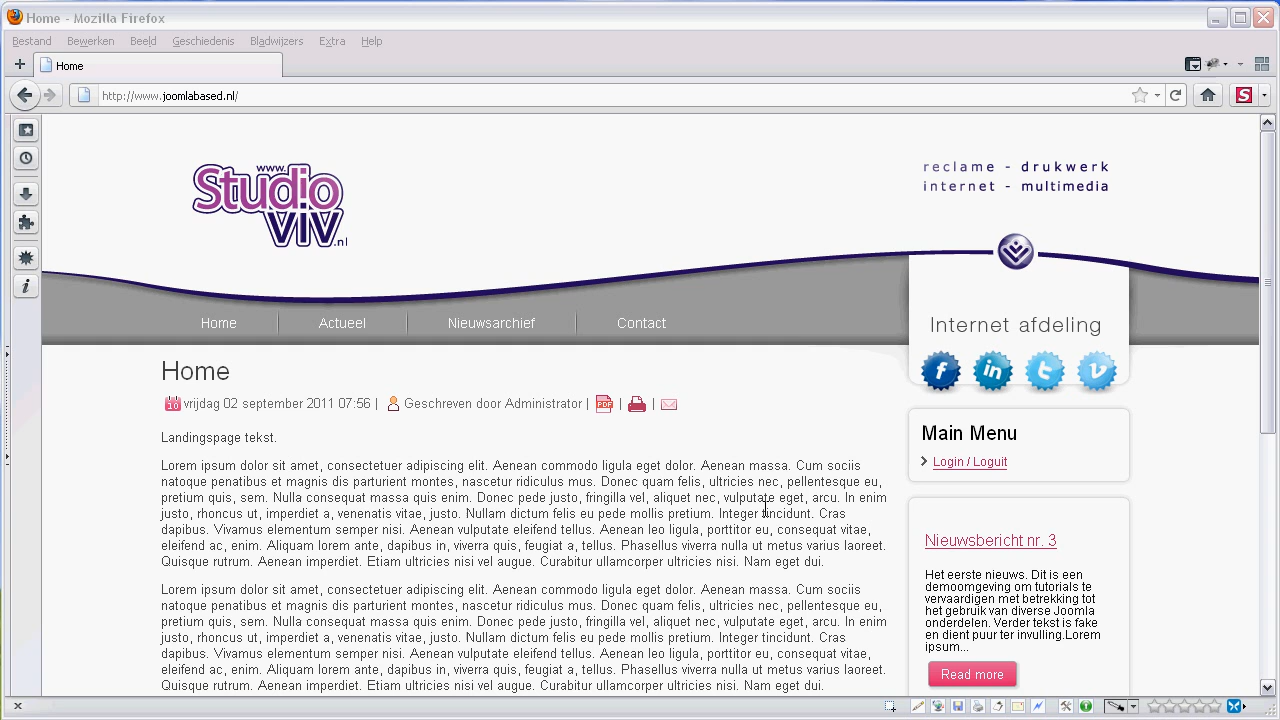 Home - Mozilla Firefox
Bestand Bewerken Beeld Geschiedenis Bladwijzers Extra Help
Home
http://www.joomlabased.nl/
www.
Studio
VIV.nl
reclame - drukwerk
internet - multimedia
Home Actueel Nieuwsarchief Contact
Internet afdeling
Home
vrijdag 02 september 2011 07:56 | Geschreven door Administrator | PDF | |
Landingspage tekst.
Lorem ipsum dolor sit amet, consectetuer adipiscing elit. Aenean commodo ligula eget dolor. Aenean massa. Cum sociis
natoque penatibus et magnis dis parturient montes, nascetur ridiculus mus. Donec quam felis, ultricies nec, pellentesque eu,
pretium quis, sem. Nulla consequat massa quis enim. Donec pede justo, fringilla vel, aliquet nec, vulputate eget, arcu. In enim
justo, rhoncus ut, imperdiet a, venenatis vitae, justo. Nullam dictum felis eu pede mollis pretium. Integer tincidunt. Cras
dapibus. Vivamus elementum semper nisi. Aenean vulputate eleifend tellus. Aenean leo ligula, porttitor eu, consequat vitae,
eleifend ac, enim. Aliquam lorem ante, dapibus in, viverra quis, feugiat a, tellus. Phasellus viverra nulla ut metus varius laoreet.
Quisque rutrum. Aenean imperdiet. Etiam ultricies nisi vel augue. Curabitur ullamcorper ultricies nisi. Nam eget dui.
Lorem ipsum dolor sit amet, consectetuer adipiscing elit. Aenean commodo ligula eget dolor. Aenean massa. Cum sociis
natoque penatibus et magnis dis parturient montes, nascetur ridiculus mus. Donec quam felis, ultricies nec, pellentesque eu,
pretium quis, sem. Nulla consequat massa quis enim. Donec pede justo, fringilla vel, aliquet nec, vulputate eget, arcu. In enim
justo, rhoncus ut, imperdiet a, venenatis vitae, justo. Nullam dictum felis eu pede mollis pretium. Integer tincidunt. Cras
dapibus. Vivamus elementum semper nisi. Aenean vulputate eleifend tellus. Aenean leo ligula, porttitor eu, consequat vitae,
eleifend ac, enim. Aliquam lorem ante, dapibus in, viverra quis, feugiat a, tellus. Phasellus viverra nulla ut metus varius laoreet.
Quisque rutrum. Aenean imperdiet. Etiam ultricies nisi vel augue. Curabitur ullamcorper ultricies nisi. Nam eget dui.
Main Menu
Login / Loguit
Nieuwsbericht nr. 3
Het eerste nieuws. Dit is een
demoomgeving om tutorials te
vervaardigen met betrekking tot
het gebruik van diverse Joomla
onderdelen. Verder tekst is fake
en dient puur ter invulling.Lorem
ipsum...
Read more